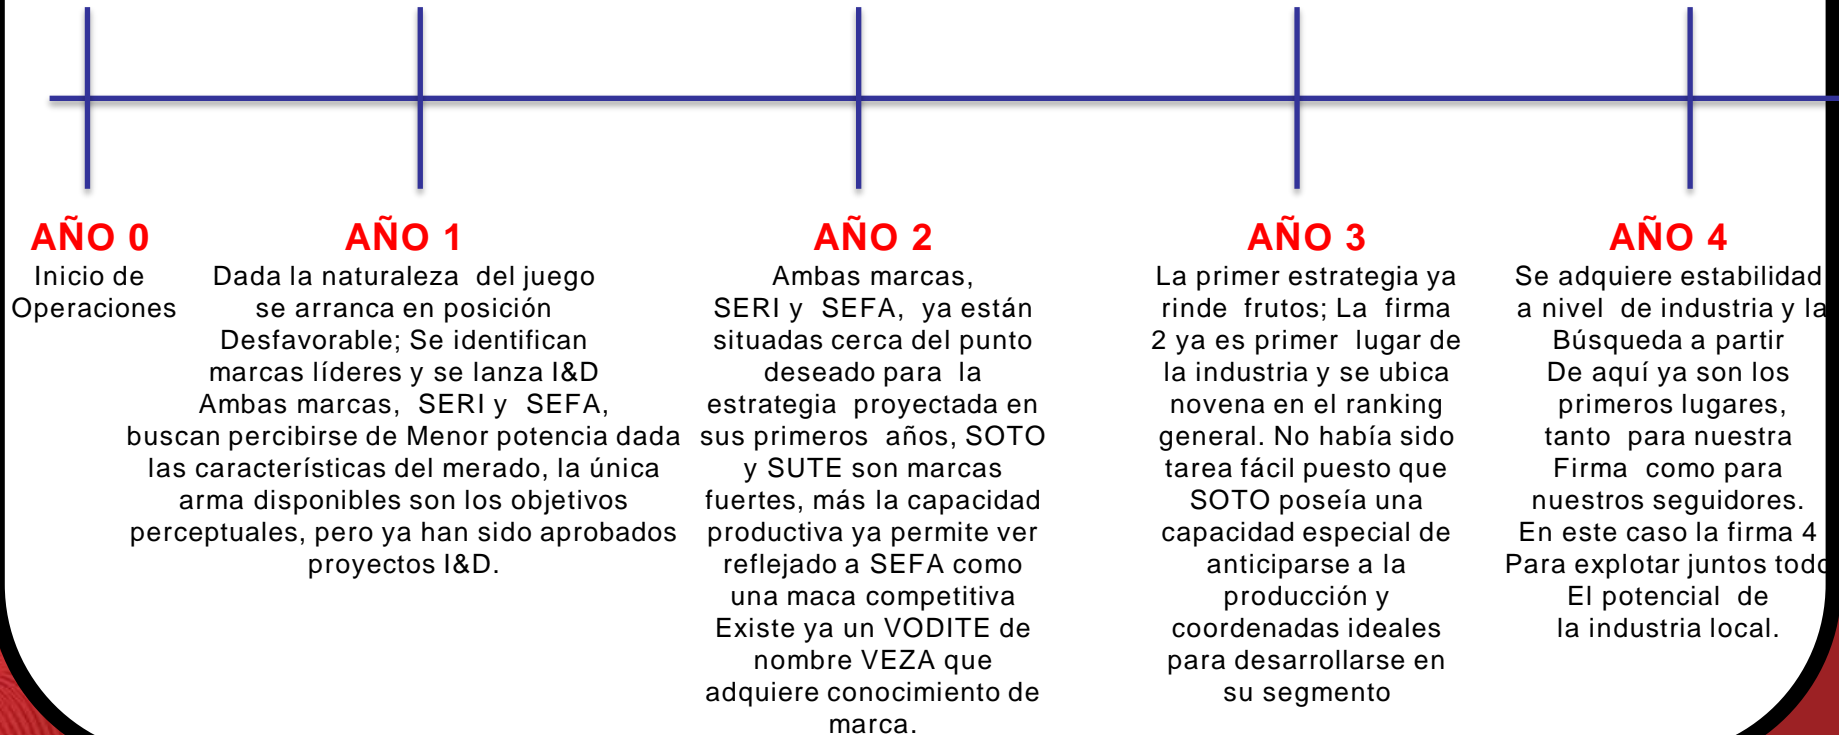 AÑO 0
Inicio de
Operaciones
AÑO 1
Dada la naturaleza del juego
se arranca en posición
Desfavorable; Se identifican
marcas líderes y se lanza I&D
Ambas marcas, SERI y SEFA,
buscan percibirse de Menor potencia dada
las características del merado, la única
arma disponibles son los objetivos
perceptuales, pero ya han sido aprobados
proyectos I&D.
AÑO 2
Ambas marcas,
SERI y SEFA, ya están
situadas cerca del punto
deseado para la
estrategia proyectada en
sus primeros años, SOTO
y SUTE son marcas
fuertes, más la capacidad
productiva ya permite ver
reflejado a SEFA como
una maca competitiva
Existe ya un VODITE de
nombre VEZA que
adquiere conocimiento de
marca.
AÑO 3
La primer estrategia ya
rinde frutos; La firma
2 ya es primer lugar de
la industria y se ubica
novena en el ranking
general. No había sido
tarea fácil puesto que
SOTO poseía una
capacidad especial de
anticiparse a la
producción y
coordenadas ideales
para desarrollarse en
su segmento
AÑO 4
Se adquiere estabilidad
a nivel de industria y la
Búsqueda a partir
De aquí ya son los
primeros lugares,
tanto para nuestra
Firma como para
nuestros seguidores.
En este caso la firma 4
Para explotar juntos todo
El potencial de
la industria local.